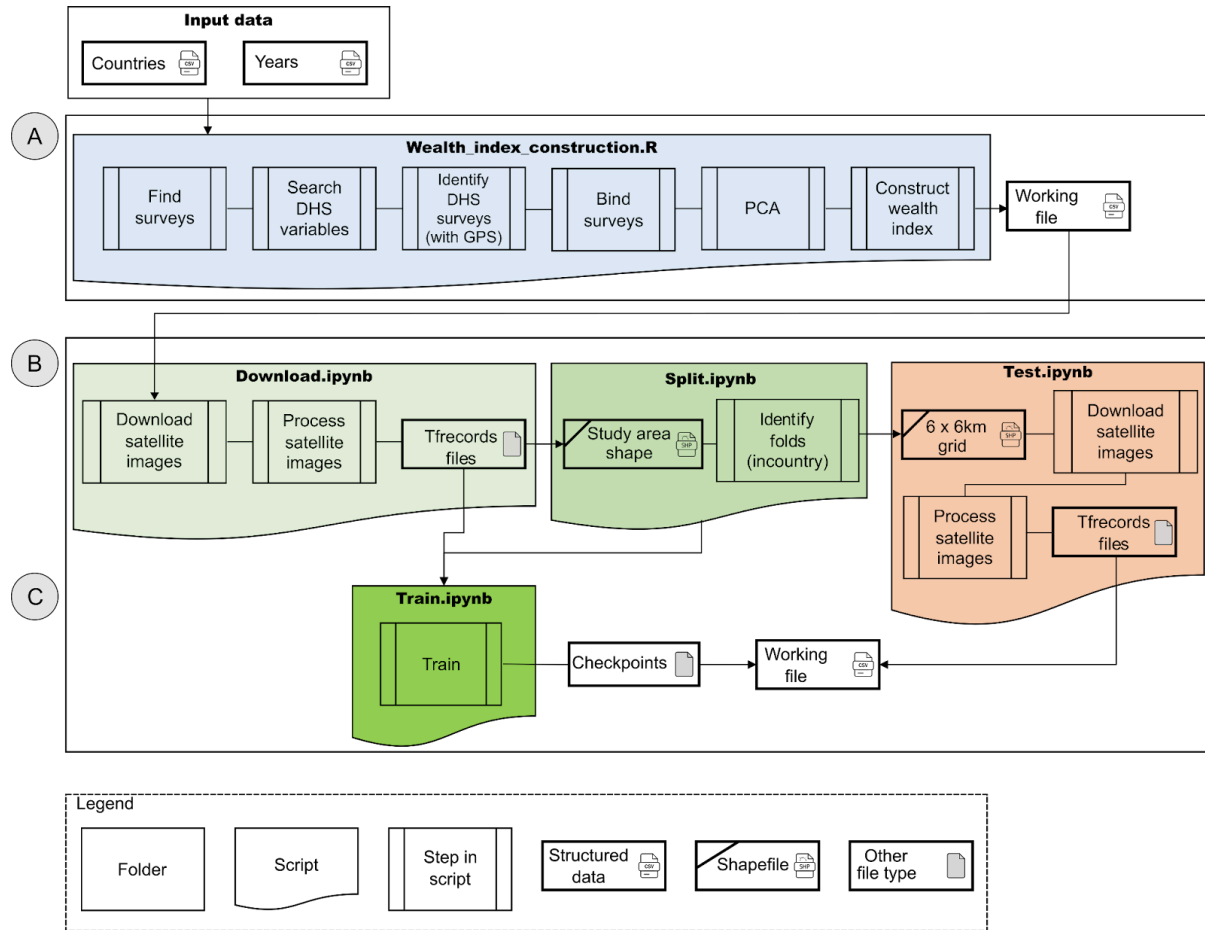 Input data
Countries
CSV
Years
CSV
A
Wealth_index_construction.R
Find
surveys
Search
DHS
variables
Identify
DHS
surveys
(with GPS)
Bind
surveys
PCA
Construct
wealth
index
Working
file
CSV
B
Download.ipynb
Download
satellite
images
Process
satellite
images
Tfrecords
files
Split.ipynb
Study area
shape
SHP
Identify
folds
(incountry)
Test.ipynb
6 x 6km
grid
SHP
Download
satellite
images
Process
satellite
images
Tfrecords
files
C
Train.ipynb
Train
Checkpoints
Working
file
CSV
Legend
Folder
Script
Step in
script
Structured
data
CSV
Shapefile
SHP
Other
file type